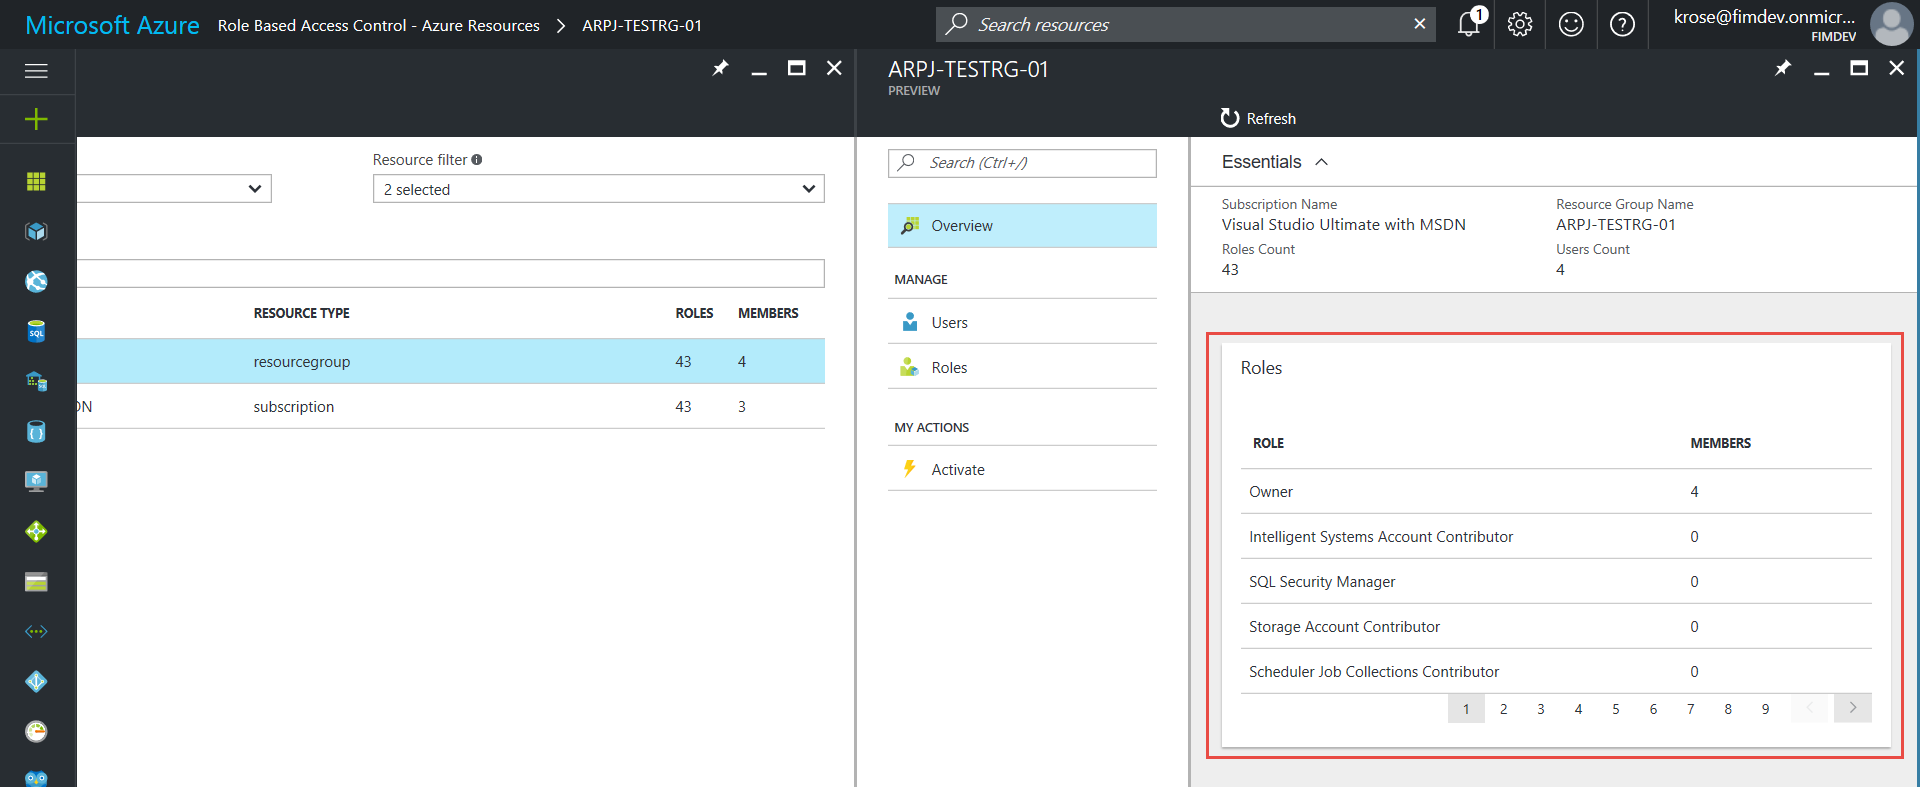 Microsoft Azure Role Based Access Control - Azure Resources > ARPJ-TESTRG-01
Search resources
1
krose@fimdev.onmicr...
FIMDEV
Resource filter
2 selected
RESOURCE TYPE ROLES MEMBERS
resourcegroup 43 4
DN subscription 43 3
ARPJ-TESTRG-01
PREVIEW
Search (Ctrl+/)
Overview
MANAGE
Users
Roles
MY ACTIONS
Activate
Refresh
Essentials
Subscription Name Resource Group Name
Visual Studio Ultimate with MSDN ARPJ-TESTRG-01
Roles Count Users Count
43 4
Roles
ROLE MEMBERS
Owner 4
Intelligent Systems Account Contributor 0
SQL Security Manager 0
Storage Account Contributor 0
Scheduler Job Collections Contributor 0
1 2 3 4 5 6 7 8 9
SQL